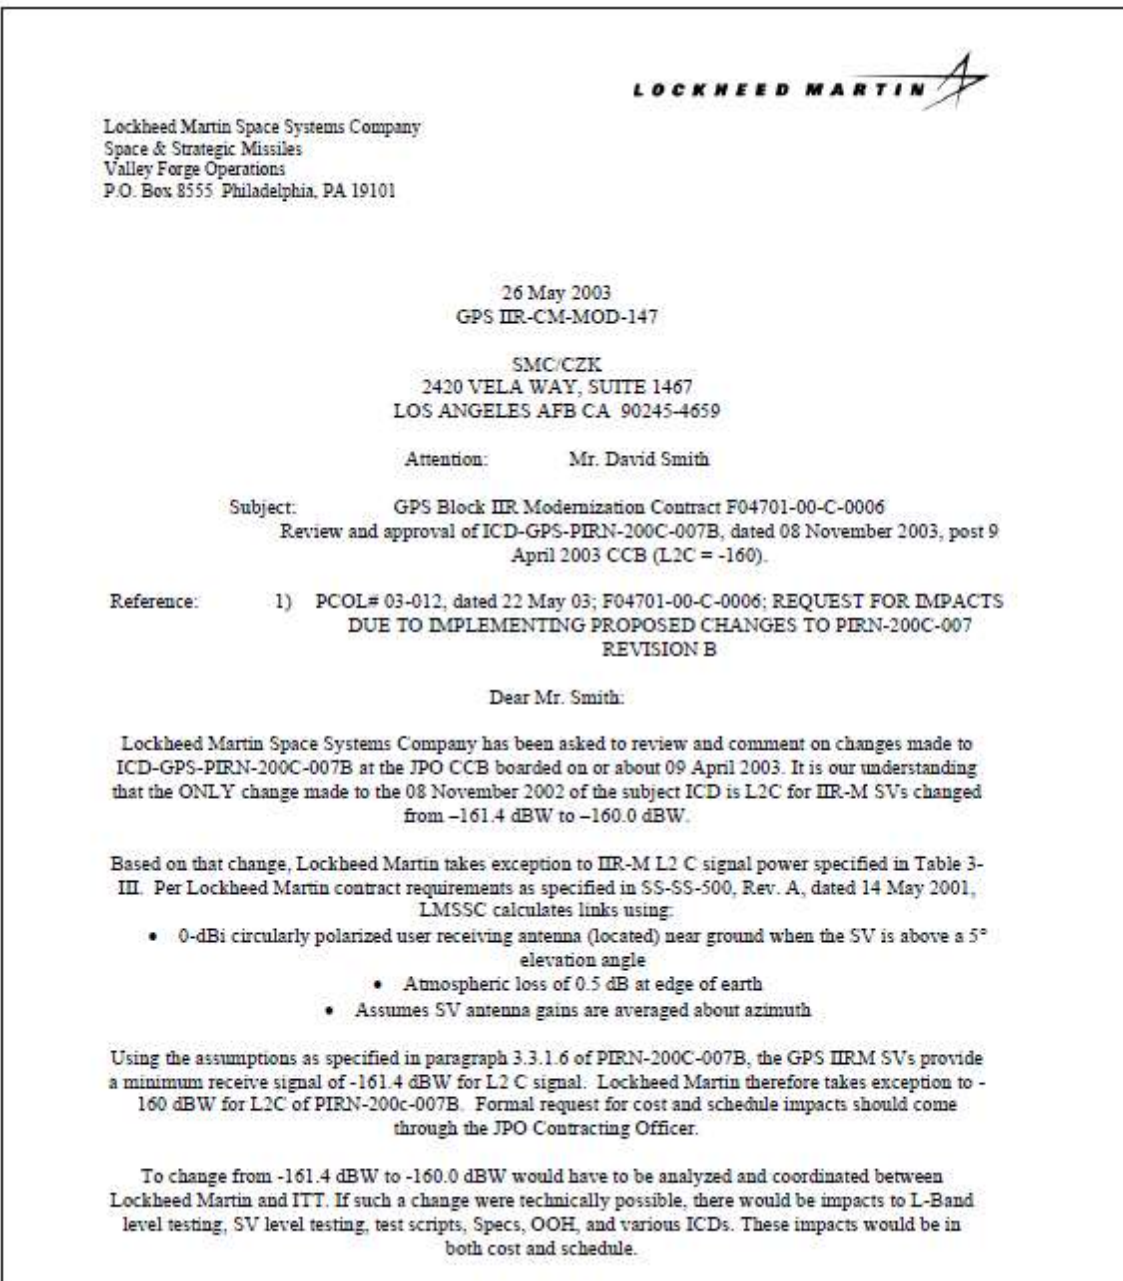 LOCKHEED MARTIN
Lockheed Martin Space Systems Company
Space & Strategic Missiles
Valley Forge Operations
P.O. Box 8555 Philadelphia, PA 19101
26 May 2003
GPS IIR-CM-MOD-147
SMC/CZK
2420 VELA WAY, SUITE 1467
LOS ANGELES AFB CA 90245-4659
Attention: Mr. David Smith
Subject: GPS Block IIR Modernization Contract F04701-00-C-0006
Review and approval of ICD-GPS-PIRN-200C-007B, dated 08 November 2003, post 9
April 2003 CCB (L2C = -160).
Reference: 1) PCOL# 03-012, dated 22 May 03; F04701-00-C-0006; REQUEST FOR IMPACTS
DUE TO IMPLEMENTING PROPOSED CHANGES TO PIRN-200C-007
REVISION B
Dear Mr. Smith:
Lockheed Martin Space Systems Company has been asked to review and comment on changes made to
ICD-GPS-PIRN-200C-007B at the JPO CCB boarded on or about 09 April 2003. It is our understanding
that the ONLY change made to the 08 November 2002 of the subject ICD is L2C for IIR-M SVs changed
from –161.4 dBW to –160.0 dBW.
Based on that change, Lockheed Martin takes exception to IIR-M L2 C signal power specified in Table 3-
III. Per Lockheed Martin contract requirements as specified in SS-SS-500, Rev. A, dated 14 May 2001,
LMSSC calculates links using:
• 0-dBi circularly polarized user receiving antenna (located) near ground when the SV is above a 5°
elevation angle
• Atmospheric loss of 0.5 dB at edge of earth
• Assumes SV antenna gains are averaged about azimuth
Using the assumptions as specified in paragraph 3.3.1.6 of PIRN-200C-007B, the GPS IIRM SVs provide
a minimum receive signal of -161.4 dBW for L2 C signal. Lockheed Martin therefore takes exception to -
160 dBW for L2C of PIRN-200c-007B. Formal request for cost and schedule impacts should come
through the JPO Contracting Officer.
To change from -161.4 dBW to -160.0 dBW would have to be analyzed and coordinated between
Lockheed Martin and ITT. If such a change were technically possible, there would be impacts to L-Band
level testing, SV level testing, test scripts, Specs, OOH, and various ICDs. These impacts would be in
both cost and schedule.